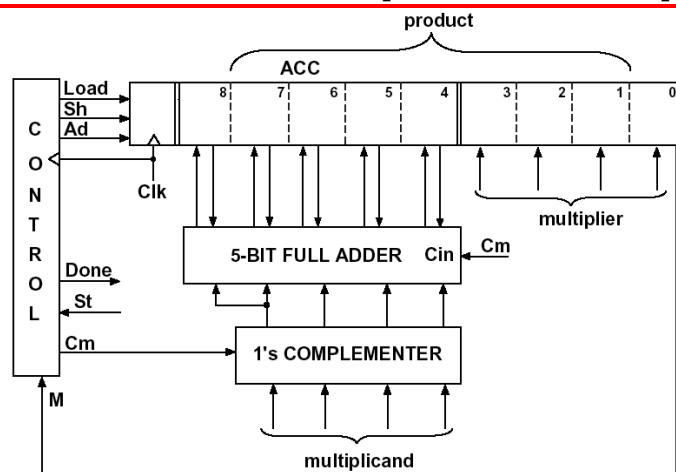 product
ACC
Load
Sh
Ad
8 7 6 5 4 3 2 1 0
CONTROL
Clk
multiplier
5-BIT FULL ADDER Cin
Cm
Done
St
Cm
1's COMPLEMENTER
M
multiplicand